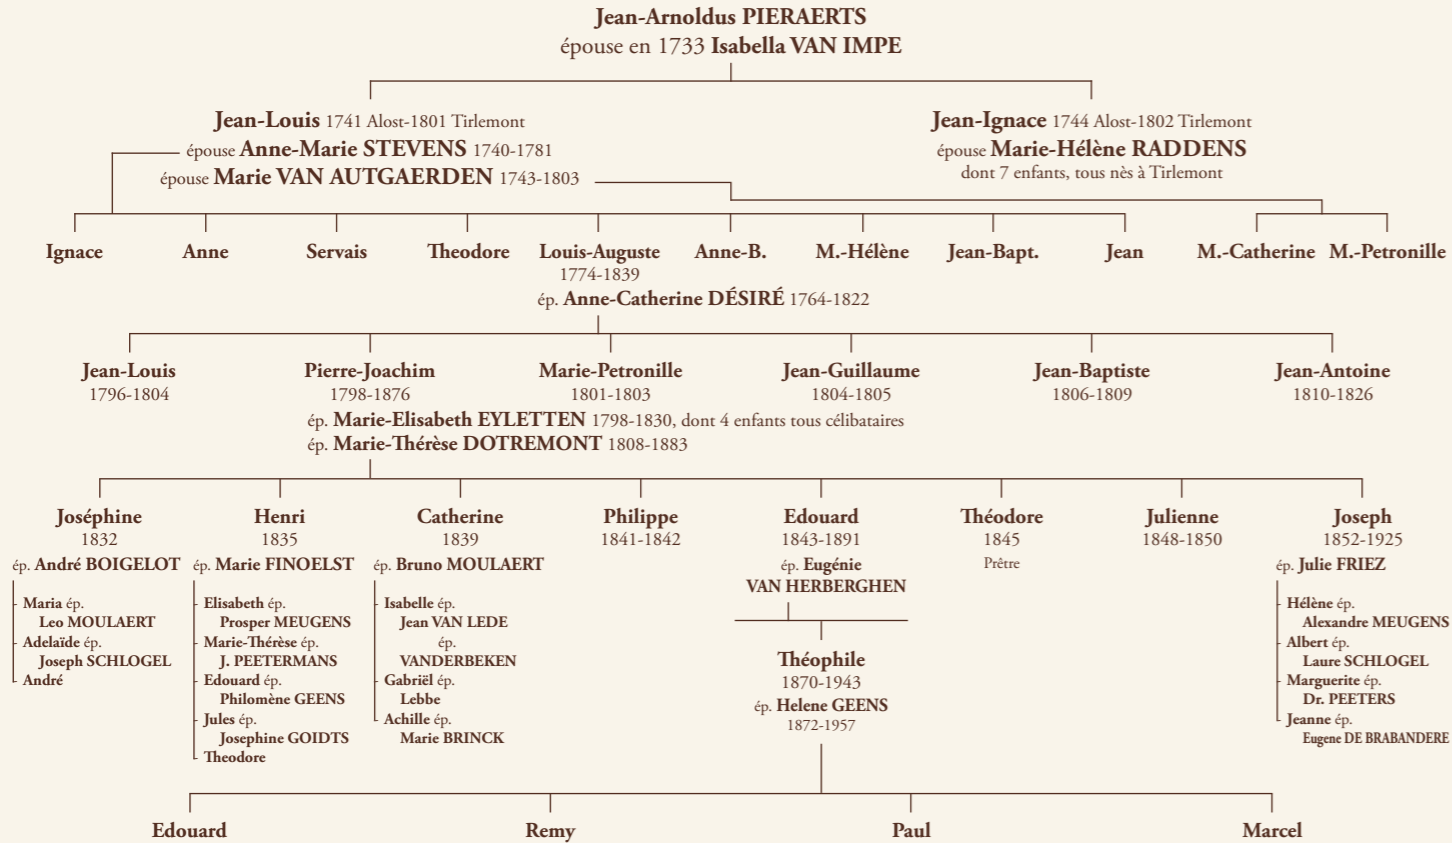 Jean-Arnoldus PIERAERTS
épouse en 1733 Isabella VAN IMPE
Jean-Louis 1741 Alost-1801 Tirlemont
épouse Anne-Marie STEVENS 1740-1781
épouse Marie VAN AUTGAERDEN 1743-1803
Jean-Ignace 1744 Alost-1802 Tirlemont
épouse Marie-Hélène RADDENS
dont 7 enfants, tous nès à Tirlemont
Ignace
Anne
Servais
Theodore
Louis-Auguste
1774-1839
ép. Anne-Catherine DÉSIRÉ 1764-1822
Anne-B.
M.-Hélène
Jean-Bapt.
Jean
M.-Catherine
M.-Petronille
Jean-Louis
1796-1804
Pierre-Joachim
1798-1876
ép. Marie-Elisabeth EYLETTEN 1798-1830, dont 4 enfants tous célibataires
ép. Marie-Thérèse DOTREMONT 1808-1883
Marie-Petronille
1801-1803
Jean-Guillaume
1804-1805
Jean-Baptiste
1806-1809
Jean-Antoine
1810-1826
Joséphine
1832
ép. André BOIGELOT
Maria ép.
Leo MOULAERT
Adelaïde ép.
Joseph SCHLOGEL
André
Henri
1835
ép. Marie FINOELST
Elisabeth ép.
Prosper MEUGENS
Marie-Thérèse ép.
J. PEETERMANS
Edouard ép.
Philomène GEENS
Jules ép.
Josephine GOIDTS
Theodore
Catherine
1839
ép. Bruno MOULAERT
Isabelle ép.
Jean VAN LEDE
ép.
VANDERBEKEN
Gabriël ép.
Lebbe
Achille ép.
Marie BRINCK
Philippe
1841-1842
Edouard
1843-1891
ép. Eugénie
VAN HERBERGHEN
Théophile
1870-1943
ép. Helene GEENS
1872-1957
Théodore
1845
Prêtre
Julienne
1848-1850
Joseph
1852-1925
ép. Julie FRIEZ
Hélène ép.
Alexandre MEUGENS
Albert ép.
Laure SCHLOGEL
Marguerite ép.
Dr. PEETERS
Jeanne ép.
Eugene DE BRABANDERE
Edouard
Remy
Paul
Marcel